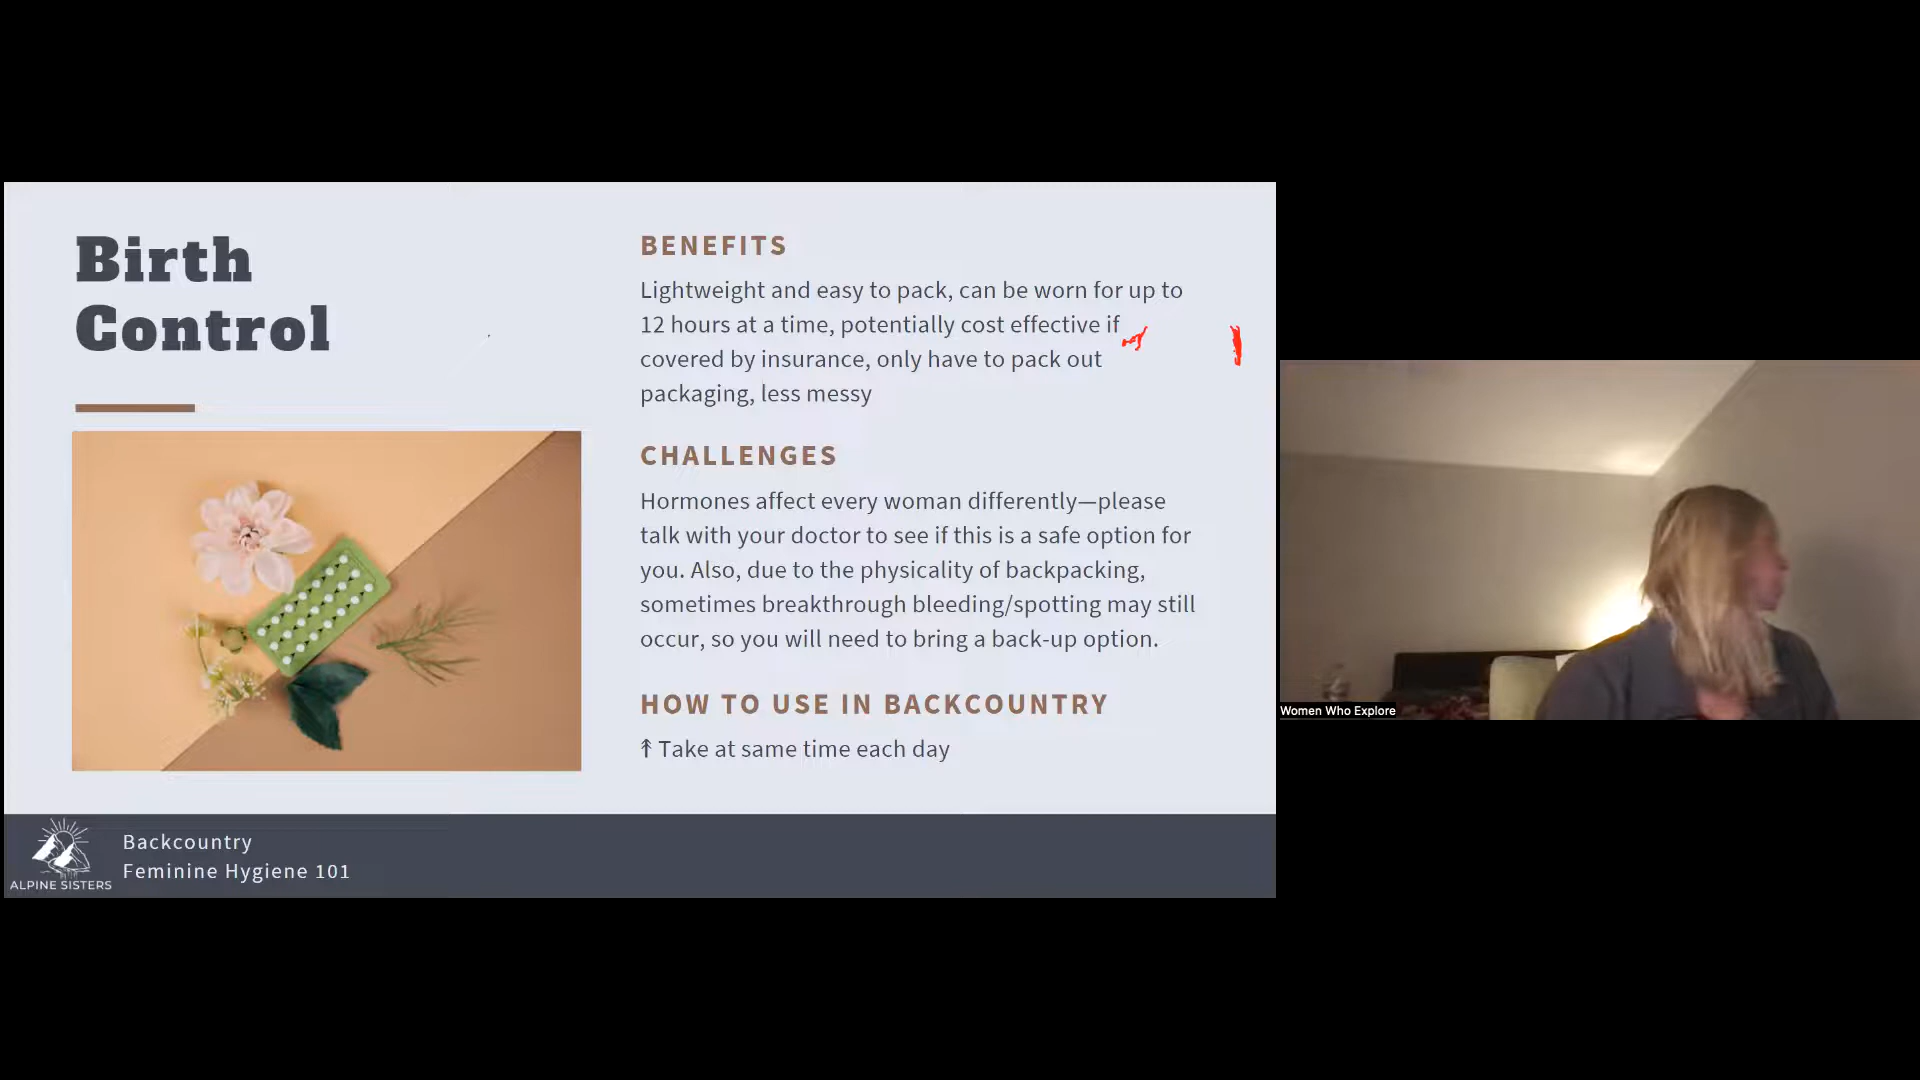 Birth
Control
BENEFITS
Lightweight and easy to pack, can be worn for up to
12 hours at a time, potentially cost effective if
covered by insurance, only have to pack out
packaging, less messy
CHALLENGES
Hormones affect every woman differently—please
talk with your doctor to see if this is a safe option for
you. Also, due to the physicality of backpacking,
sometimes breakthrough bleeding/spotting may still
occur, so you will need to bring a back-up option.
HOW TO USE IN BACKCOUNTRY
↟ Take at same time each day
ALPINE SISTERS
Backcountry
Feminine Hygiene 101
Women Who Explore